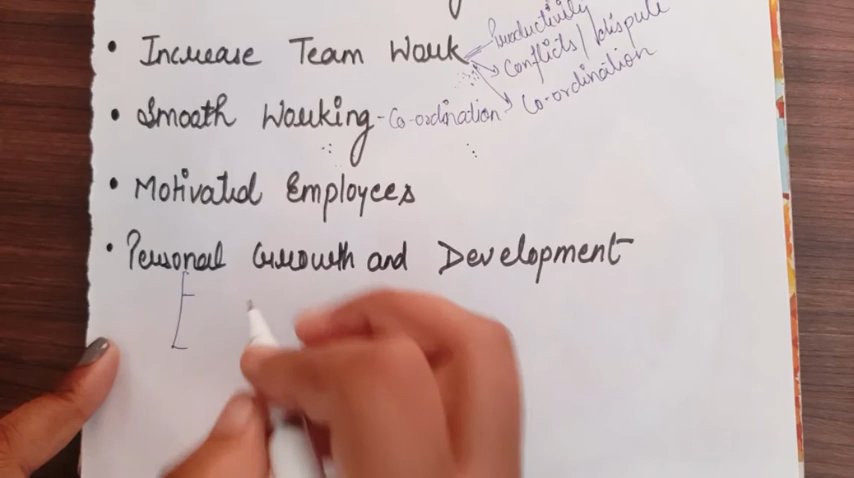 Productivity
• Increase Team Work Conflicts / dispute
Co-ordination
• Smooth Working - Co-ordination
• Motivated Employees
• Personal Growth and Development